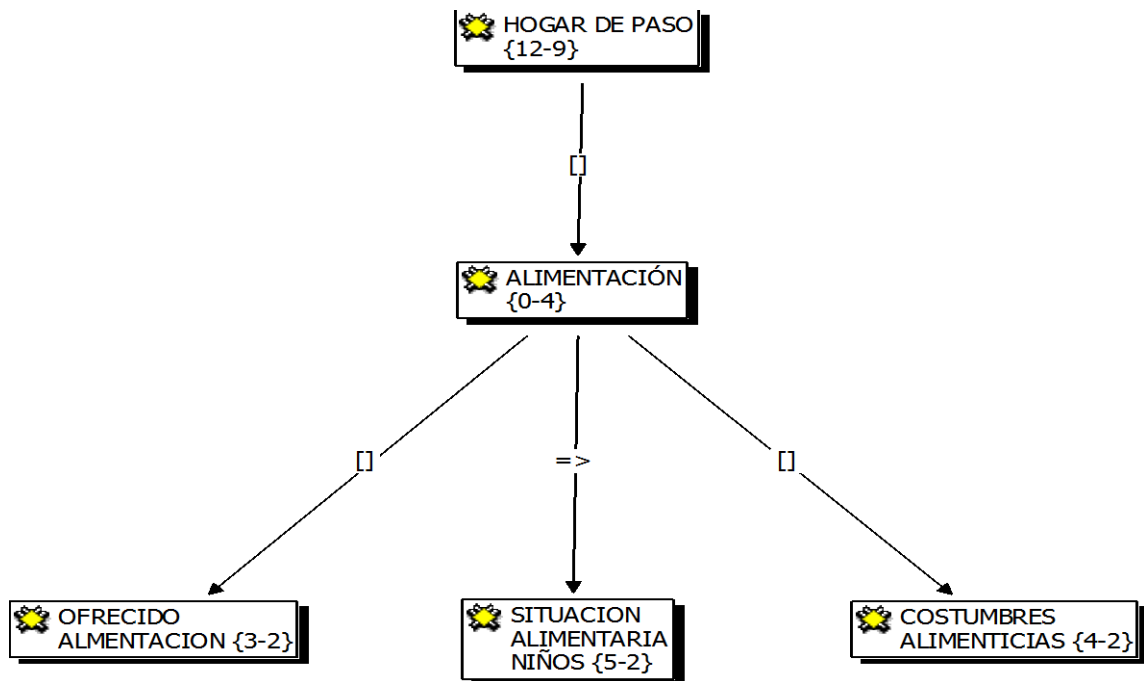 HOGAR DE PASO
{12-9}
[]
ALIMENTACIÓN
{0-4}
[]
=>
[]
OFRECIDO
ALMENTACION {3-2}
SITUACION
ALIMENTARIA
NIÑOS {5-2}
COSTUMBRES
ALIMENTICIAS {4-2}